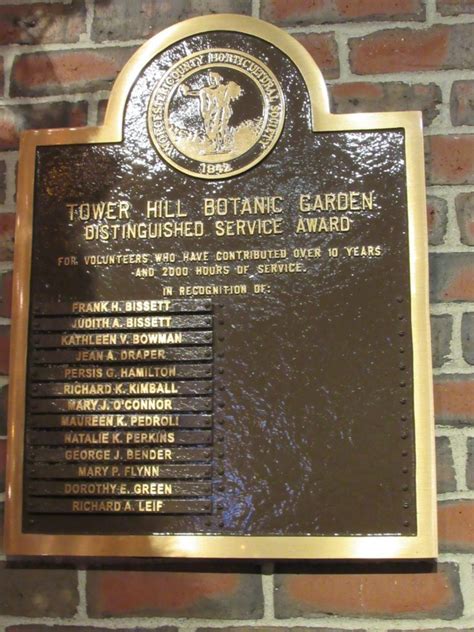 WORCESTER COUNTY HORTICULTURAL SOCIETY
1842
TOWER HILL BOTANIC GARDEN
DISTINGUISHED SERVICE AWARD
FOR VOLUNTEERS WHO HAVE CONTRIBUTED OVER 10 YEARS
AND 2000 HOURS OF SERVICE.
IN RECOGNITION OF:
FRANK H. BISSETT
JUDITH A. BISSETT
KATHLEEN V. BOWMAN
JEAN A. DRAPER
PERSIS G. HAMILTON
RICHARD K. KIMBALL
MARY J. O'CONNOR
MAUREEN K. PEDROLI
NATALIE K. PERKINS
GEORGE J. BENDER
MARY P. FLYNN
DOROTHY E. GREEN
RICHARD A. LEIF